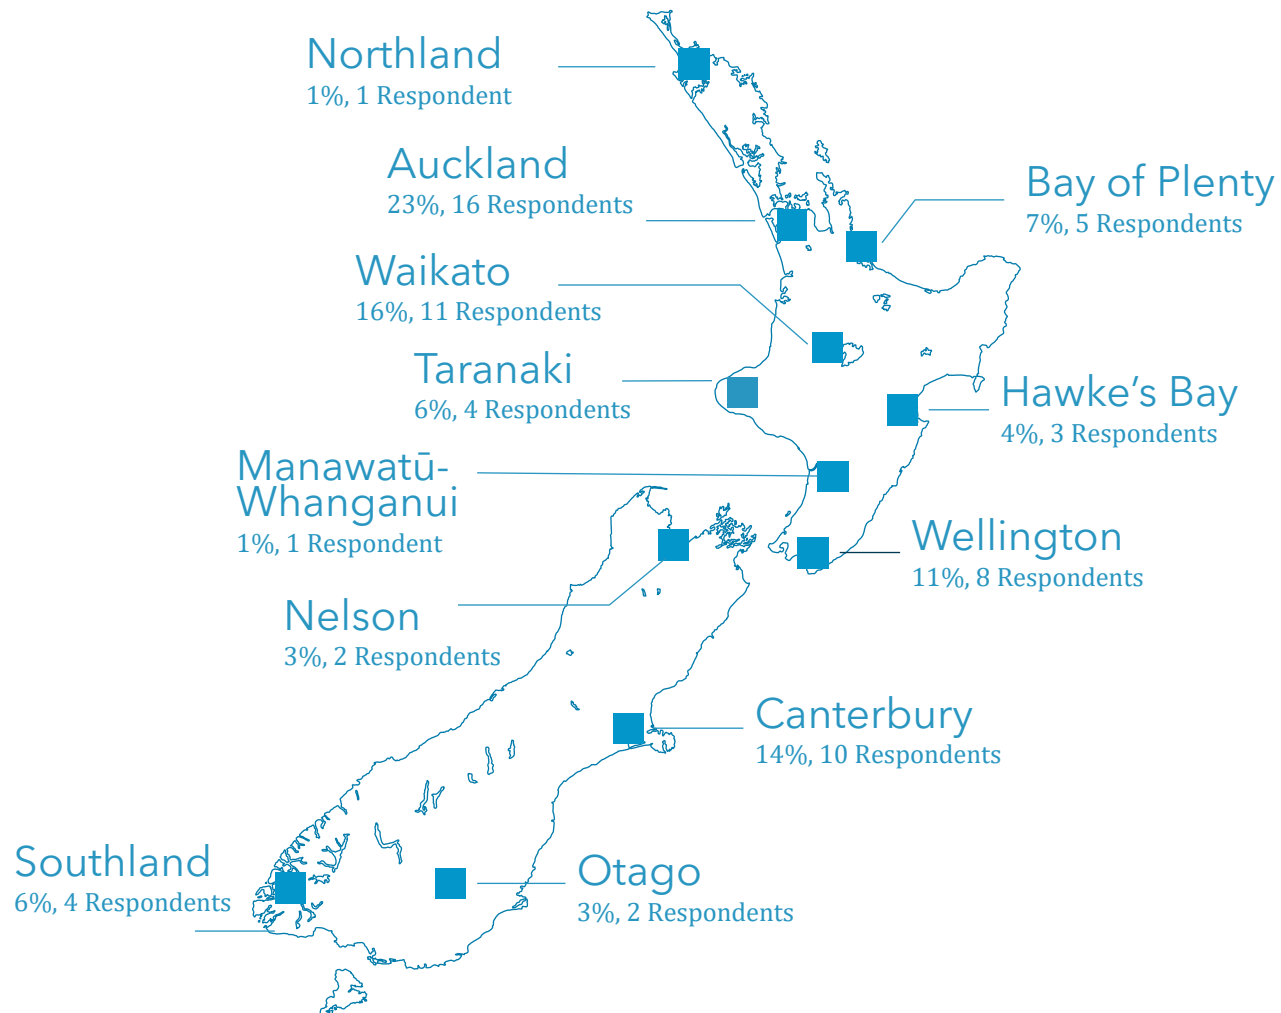 Northland
1%, 1 Respondent
Auckland
23%, 16 Respondents
Bay of Plenty
7%, 5 Respondents
Waikato
16%, 11 Respondents
Taranaki
6%, 4 Respondents
Hawke’s Bay
4%, 3 Respondents
Manawatū-
Whanganui
1%, 1 Respondent
Wellington
11%, 8 Respondents
Nelson
3%, 2 Respondents
Canterbury
14%, 10 Respondents
Southland
6%, 4 Respondents
Otago
3%, 2 Respondents